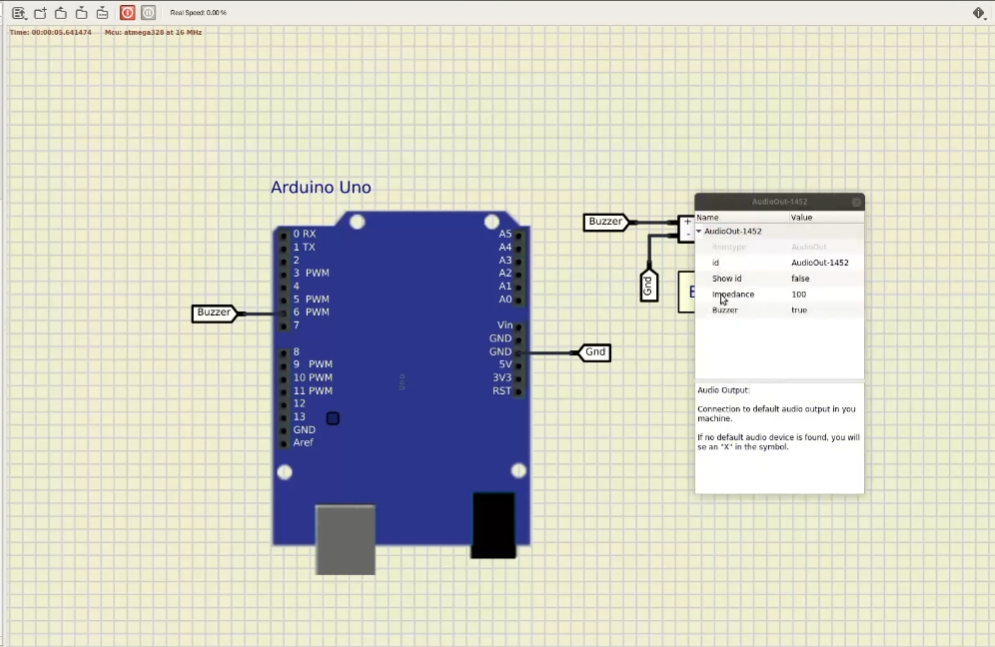 Real Speed: 0.00 %
Time: 00:00:05.641474 Mcu: atmega328 at 16 MHz
Arduino Uno
0 RX
1 TX
2
3 PWM
4
5 PWM
6 PWM
7
8
9 PWM
10 PWM
11 PWM
12
13
GND
Aref
A5
A4
A3
A2
A1
A0
Vin
GND
GND
5V
3V3
RST
Buzzer
Gnd
Buzzer
+
-
Gnd
AudioOut-1452
Name Value
AudioOut-1452
AudioOut
id AudioOut-1452
Show id false
Impedance 100
Buzzer true
Audio Output:
Connection to default audio output in you
machine.
If no default audio device is found, you will
se an "X" in the symbol.